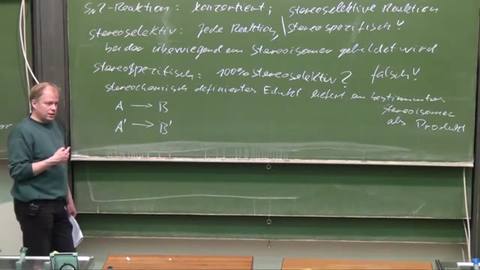 SN2-Reaktion: konzertiert; stereoselektive Reaktion
stereoselektiv: jede Reaktion, \ stereospezifisch!
bei der überwiegend ein Stereoisomer gebildet wird
stereospezifisch: 100% stereoselektiv? falsch!
stereochemisch definiertes Edukt liefert ein bestimmtes
Stereoisomer
als Produkt
A → B
A' → B'